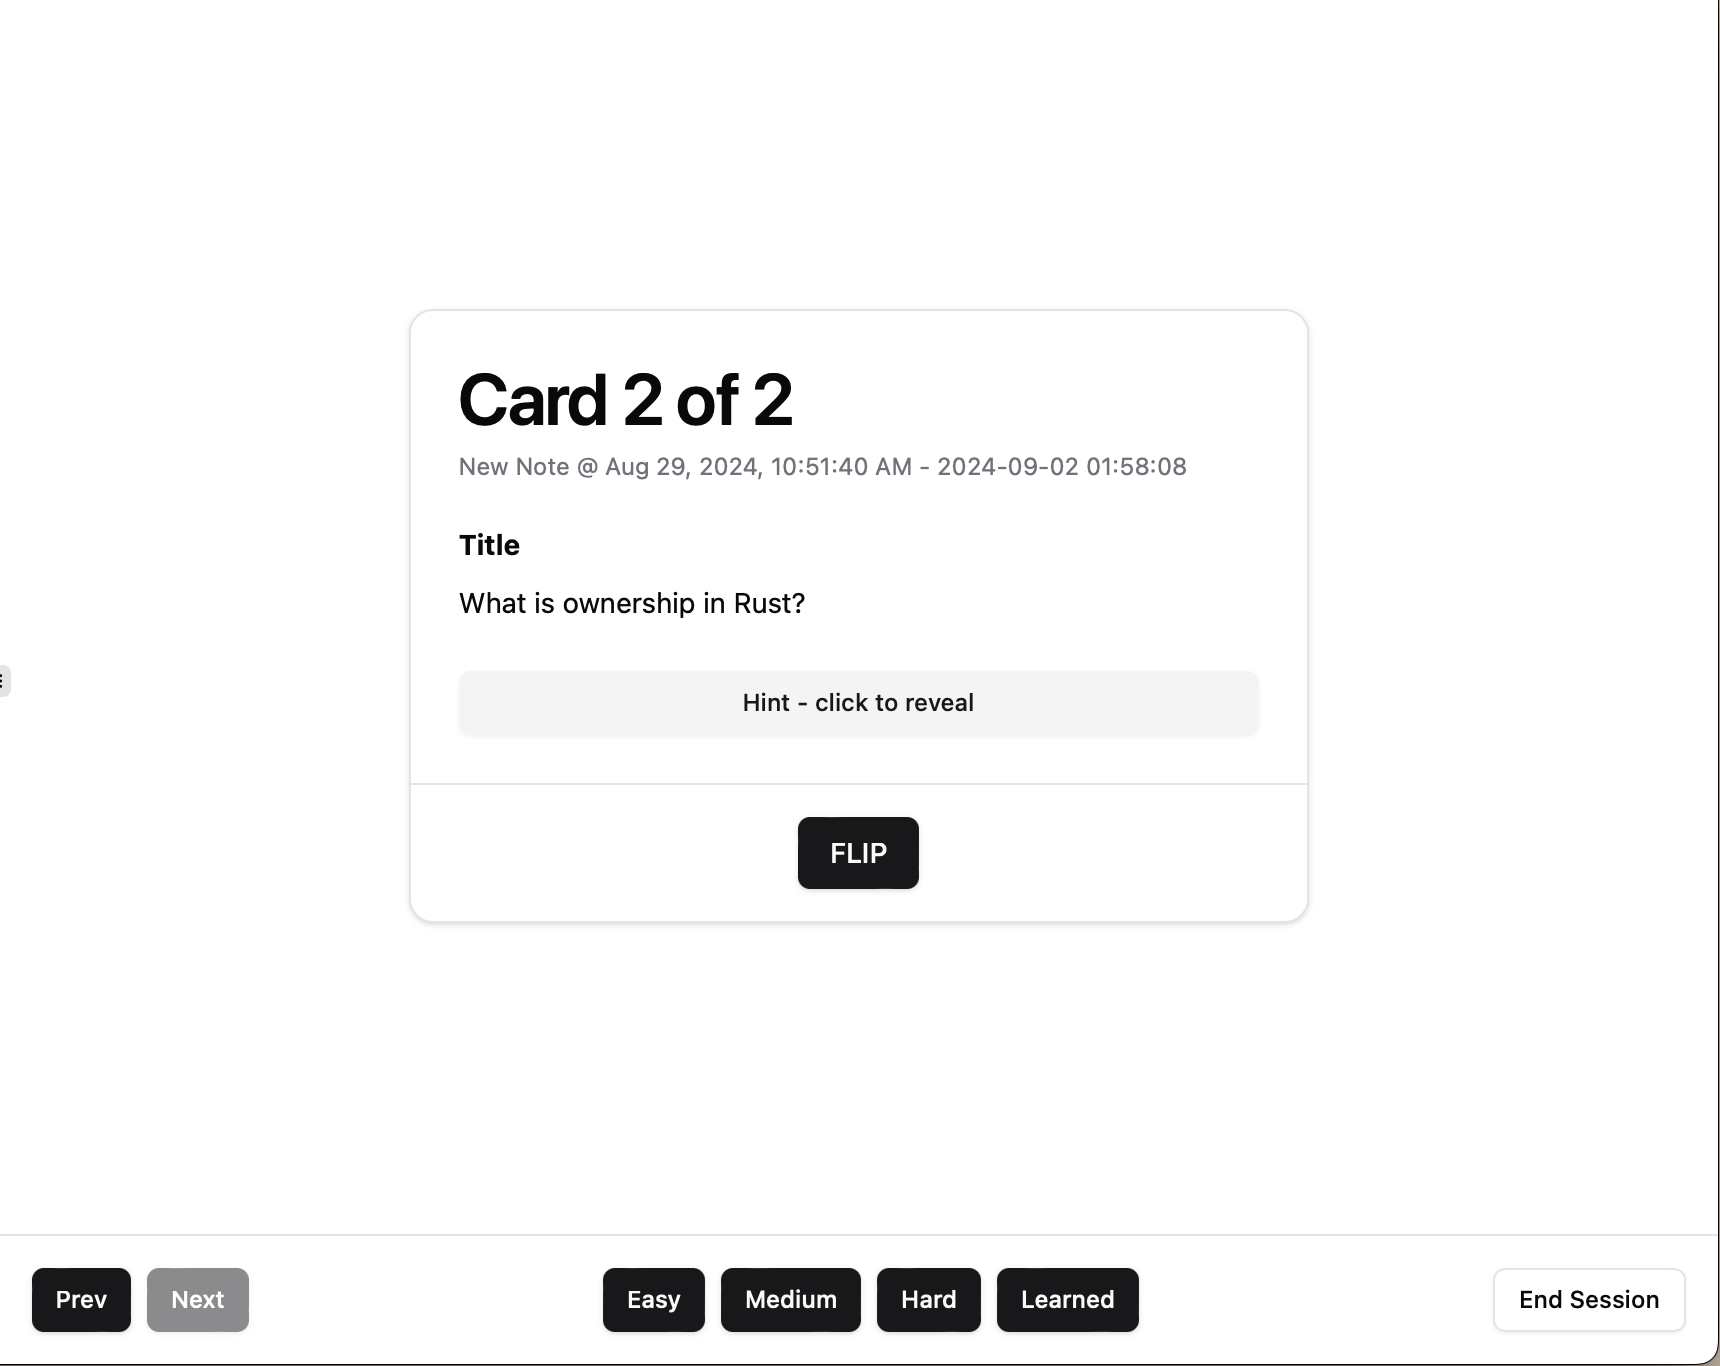 Card 2 of 2
New Note @ Aug 29, 2024, 10:51:40 AM - 2024-09-02 01:58:08
Title
What is ownership in Rust?
Hint - click to reveal
FLIP
Prev
Next
Easy
Medium
Hard
Learned
End Session